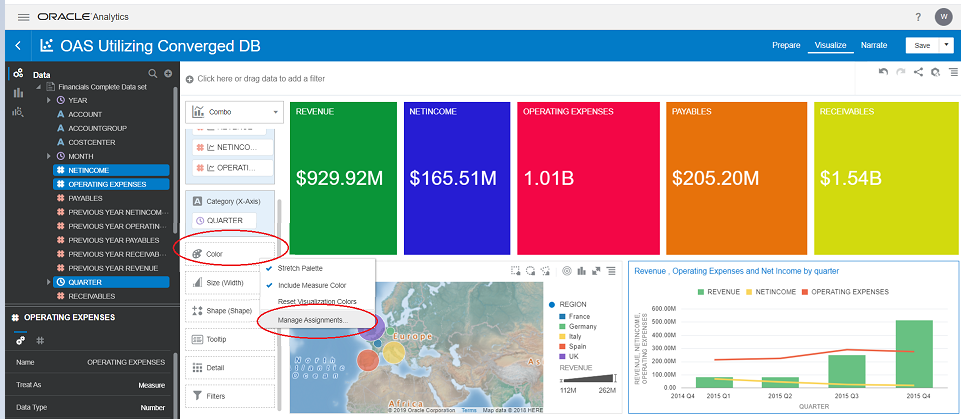 ORACLE Analytics
?
W
OAS Utilizing Converged DB
Prepare
Visualize
Narrate
Save
Data
Financials Complete Data set
YEAR
A ACCOUNT
A ACCOUNTGROUP
A COSTCENTER
MONTH
NETINCOME
OPERATING EXPENSES
PAYABLES
PREVIOUS YEAR NETINCOM...
PREVIOUS YEAR OPERATIN...
PREVIOUS YEAR PAYABLES
PREVIOUS YEAR RECEIVAB...
PREVIOUS YEAR REVENUE
QUARTER
RECEIVABLES
OPERATING EXPENSES
Name OPERATING EXPENSES
Treat As Measure
Data Type Number
Click here or drag data to add a filter
Combo
REVENUE
NETINCO...
OPERATI...
A Category (X-Axis)
QUARTER
Color
Size (Width)
Shape (Shape)
Tooltip
Detail
Filters
Stretch Palette
Include Measure Color
Reset Visualization Colors
Manage Assignments...
REVENUE
$929.92M
NETINCOME
$165.51M
OPERATING EXPENSES
1.01B
PAYABLES
$205.20M
RECEIVABLES
$1.54B
Europe
North
Atlantic
Ocean
Africa
As
© 2019 Oracle Corporation Terms Map data © 2018 HERE
REGION
France
Germany
Italy
Spain
UK
REVENUE
112M 262M
Revenue , Operating Expenses and Net Income by quarter
REVENUE NETINCOME OPERATING EXPENSES
REVENUE, NETINCOME,
OPERATING EXPENSES
600.00M
500.00M
400.00M
300.00M
200.00M
100.00M
0.00
2014 Q4 2015 Q1 2015 Q2 2015 Q3 2015 Q4
QUARTER